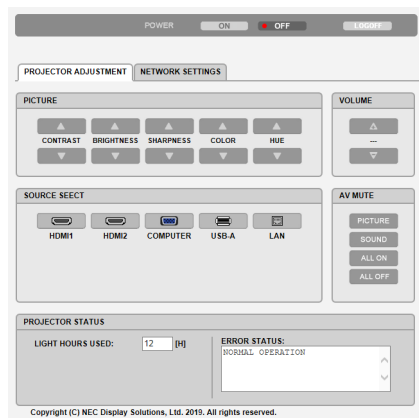 POWER ON OFF LOGOFF
PROJECTOR ADJUSTMENT NETWORK SETTINGS
PICTURE VOLUME
CONTRAST BRIGHTNESS SHARPNESS COLOR HUE ---
SOURCE SEECT AV MUTE
HDMI1 HDMI2 COMPUTER USB-A LAN
PICTURE
SOUND
ALL ON
ALL OFF
PROJECTOR STATUS
LIGHT HOURS USED: 12 [H]
ERROR STATUS:
NORMAL OPERATION
Copyright (C) NEC Display Solutions, Ltd. 2019. All rights reserved.